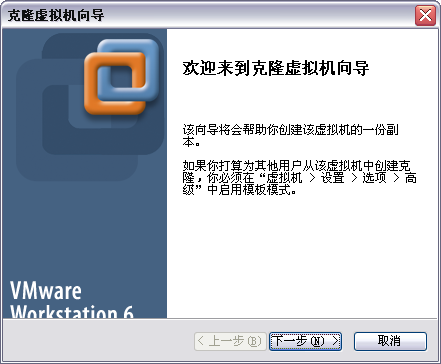 克隆虚拟机向导
欢迎来到克隆虚拟机向导
该向导将会帮助你创建该虚拟机的一份副
本。
如果你打算为其他用户从该虚拟机中创建克
隆，你必须在“虚拟机 > 设置 > 选项 > 高
级”中启用模板模式。
VMware
Workstation 6
< 上一步(B)
下一步(N) >
取消